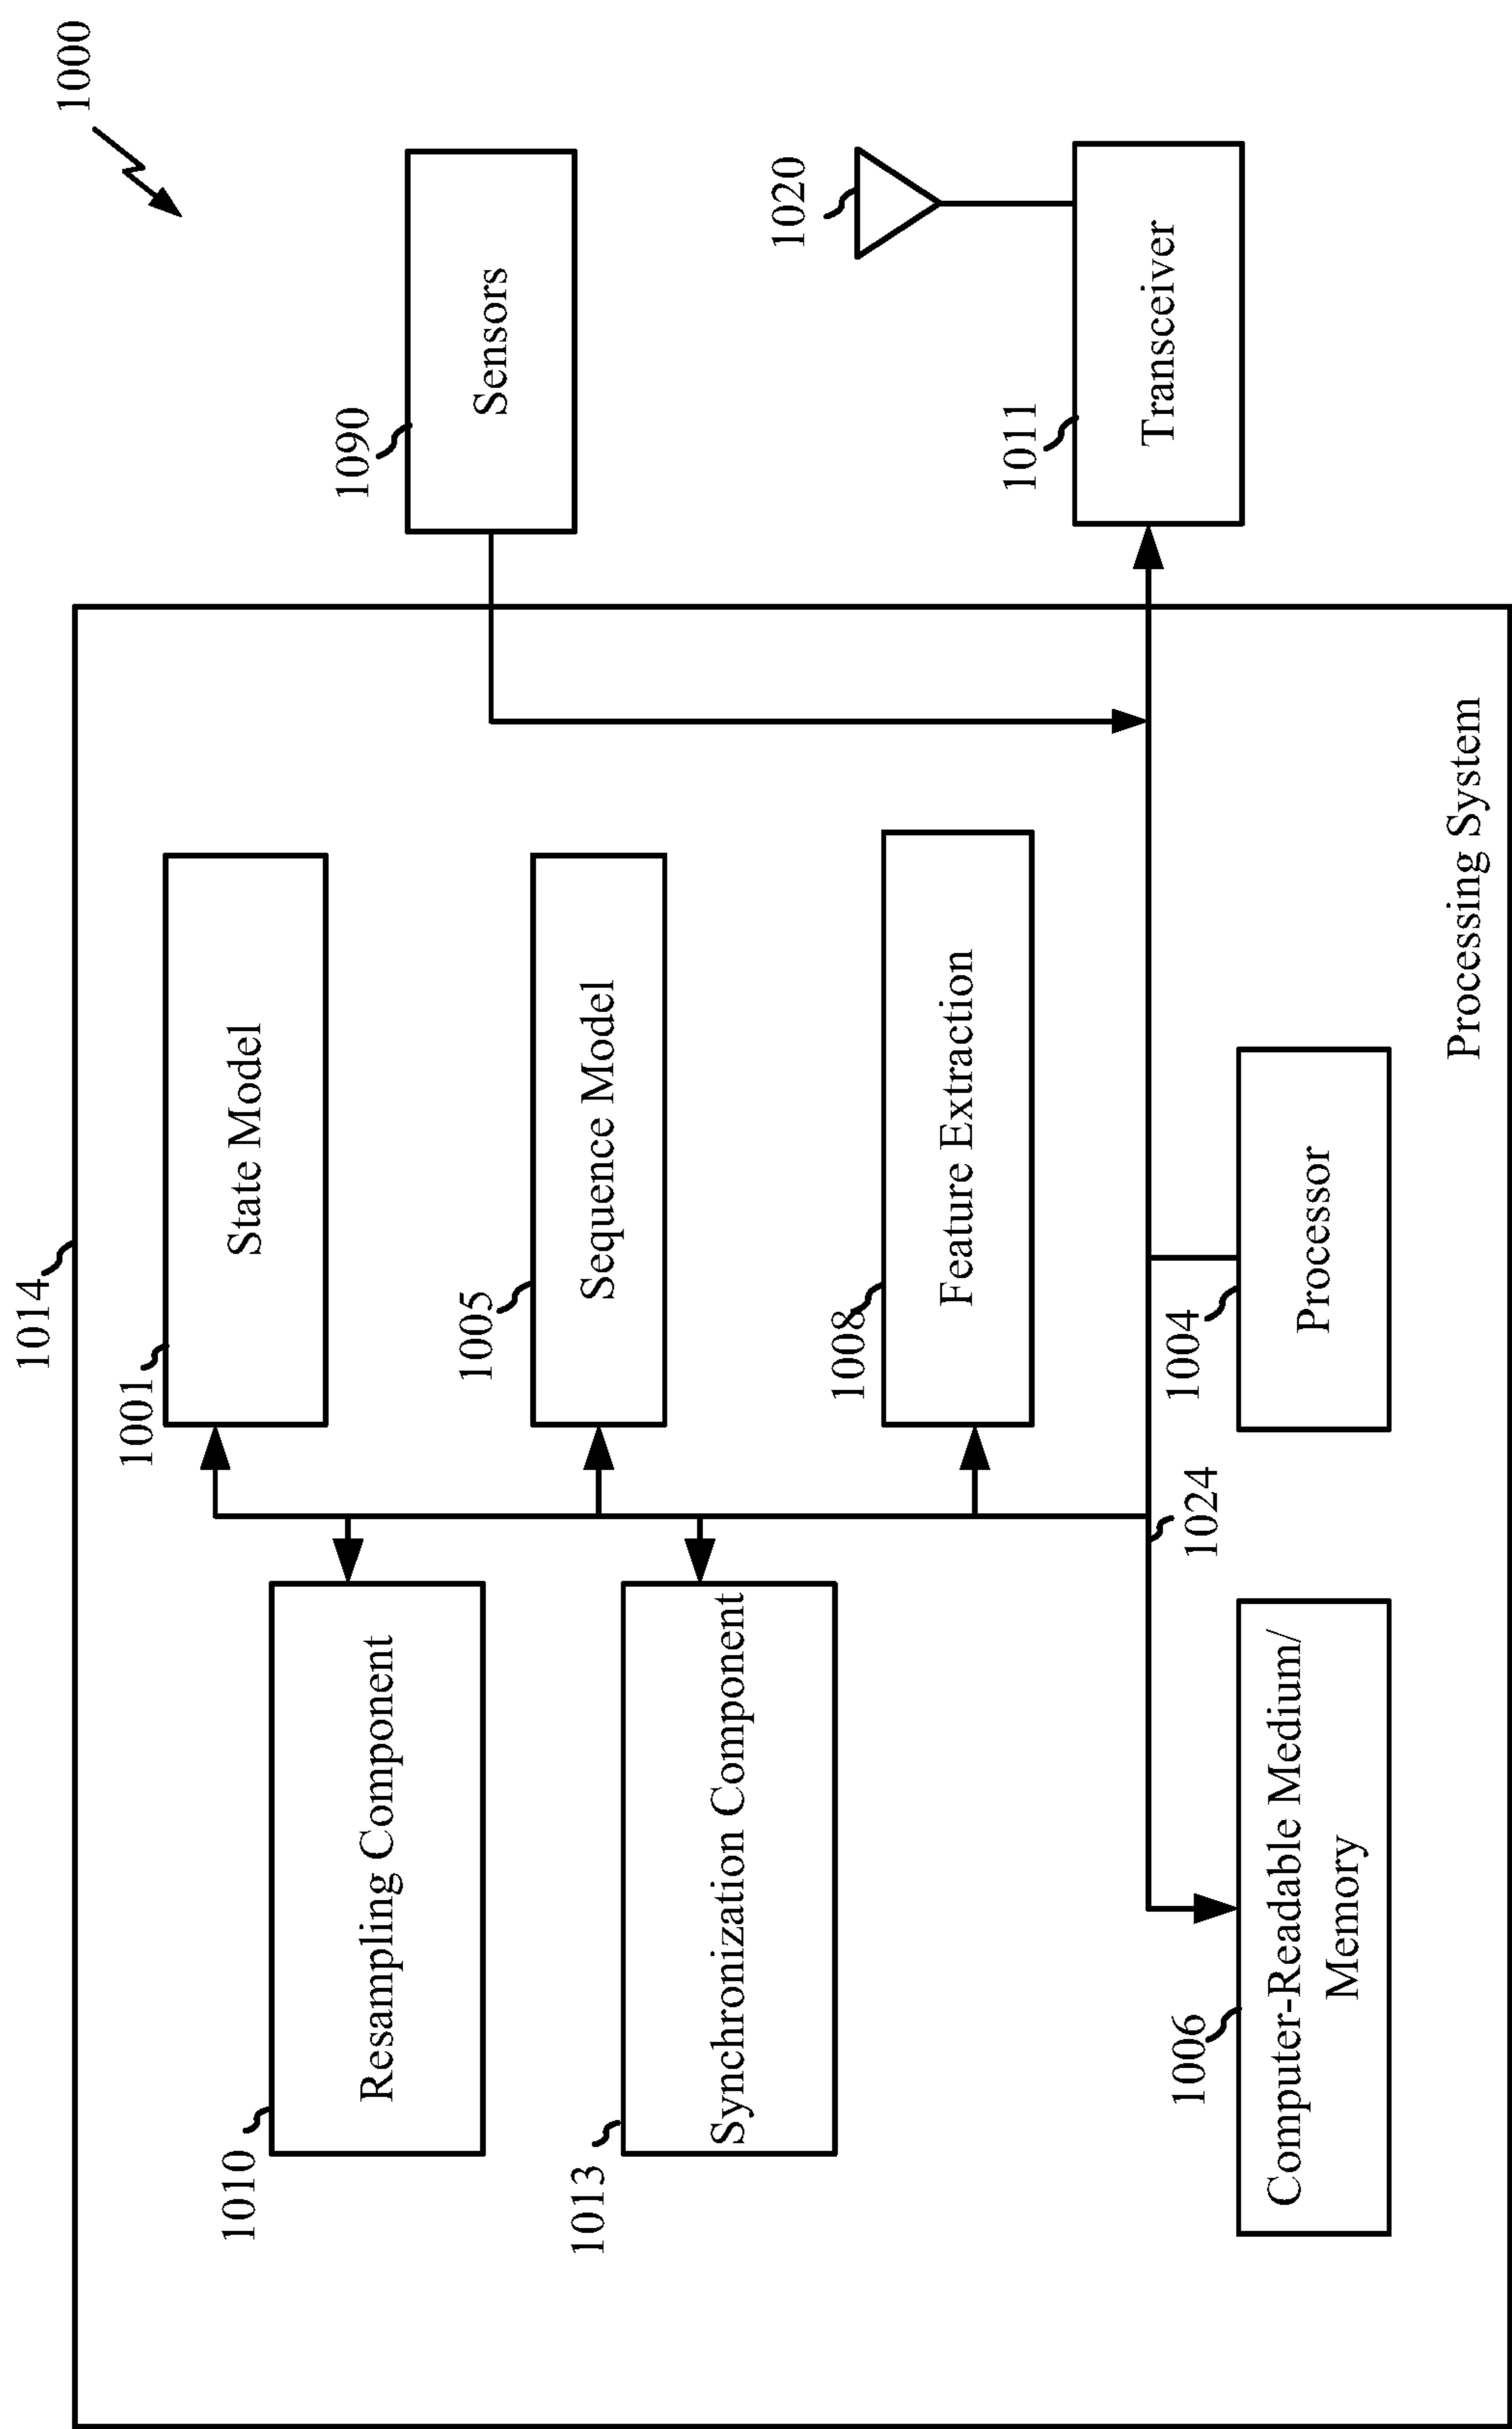 1000
1014
1001
State Model
1010
Resampling Component
1090
Sensors
1005
Sequence Model
1013
Synchronization Component
1020
1008
Feature Extraction
1011
Transceiver
1024
1006
Computer-Readable Medium/
Memory
1004
Processor
Processing System